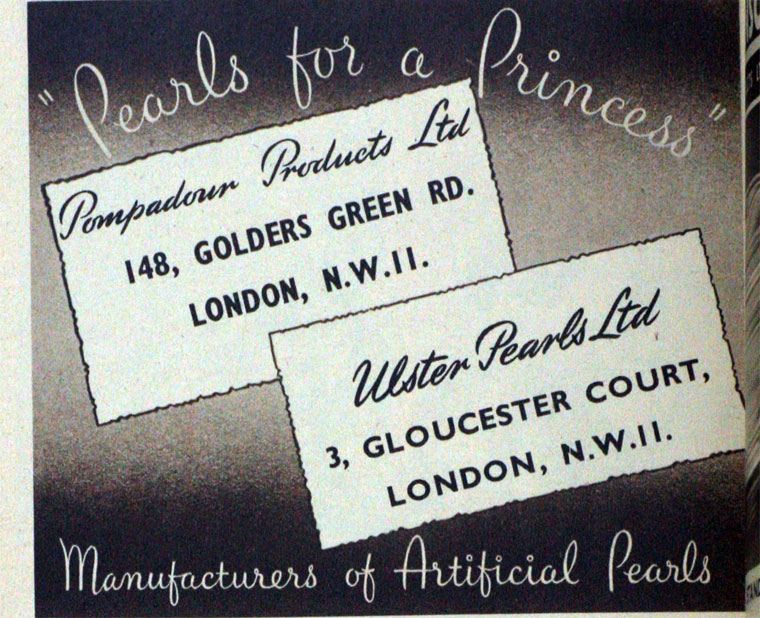 "Pearls for a Princess"
Pompadour Products Ltd
148, GOLDERS GREEN RD.
LONDON, N.W.11.
Ulster Pearls Ltd
3, GLOUCESTER COURT,
LONDON, N.W.11.
Manufacturers of Artificial Pearls